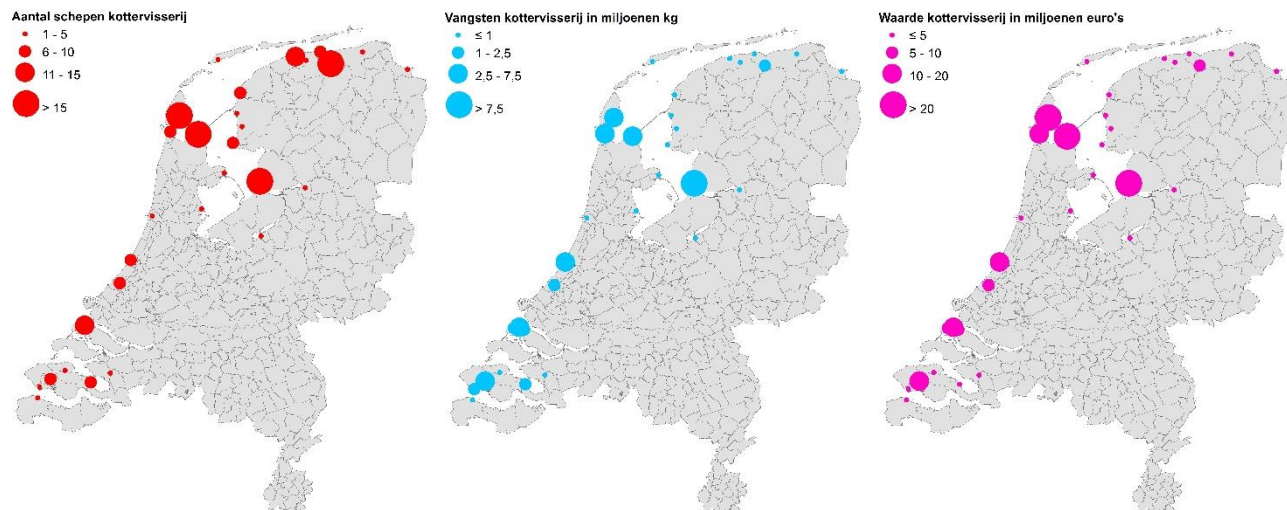 Aantal schepen kottervisserij
1 - 5
6 - 10
11 - 15
> 15
Vangsten kottervisserij in miljoenen kg
≤ 1
1 - 2,5
2,5 - 7,5
> 7,5
Waarde kottervisserij in miljoenen euro's
≤ 5
5 - 10
10 - 20
> 20